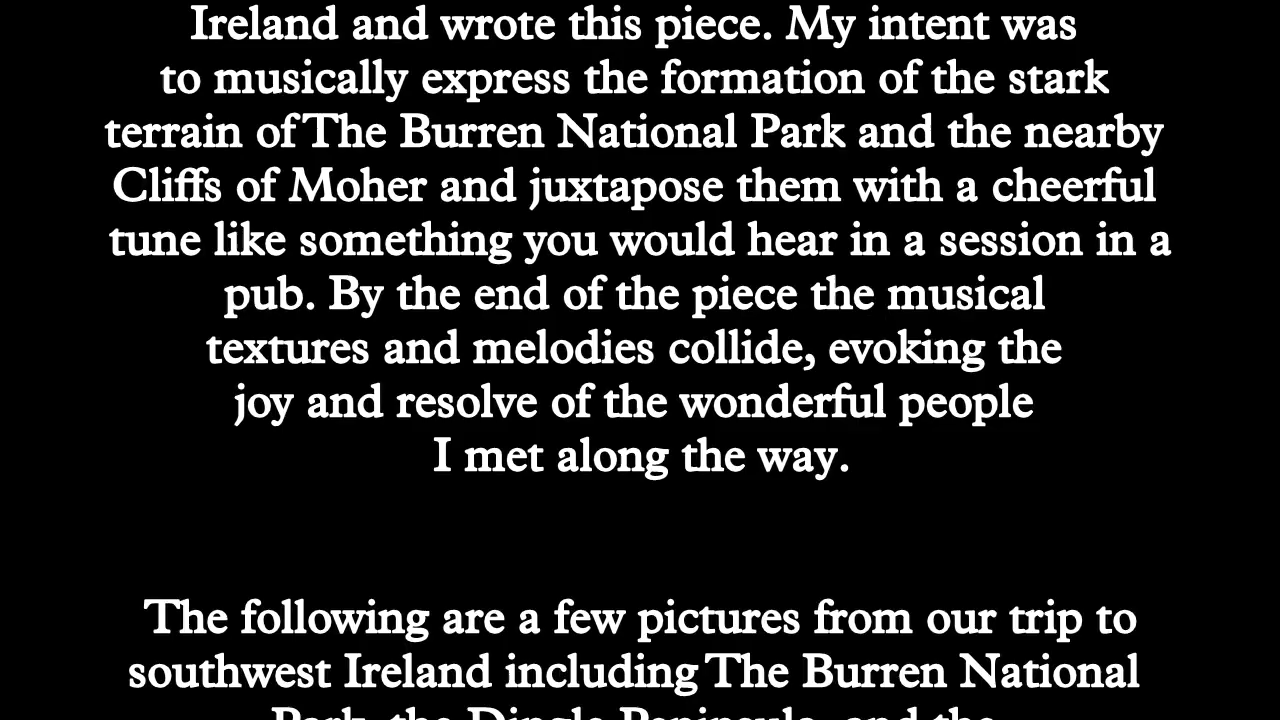 Ireland and wrote this piece. My intent was
to musically express the formation of the stark
terrain of The Burren National Park and the nearby
Cliffs of Moher and juxtapose them with a cheerful
tune like something you would hear in a session in a
pub. By the end of the piece the musical
textures and melodies collide, evoking the
joy and resolve of the wonderful people
I met along the way.
The following are a few pictures from our trip to
southwest Ireland including The Burren National
Park, the Dingle Peninsula, and the